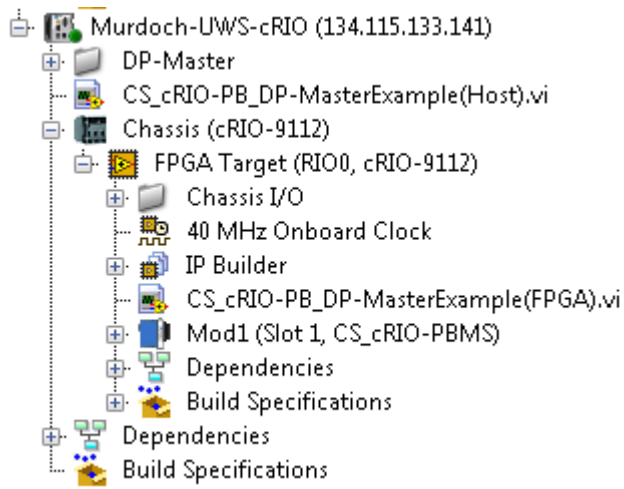 Murdoch-UWS-cRIO (134.115.133.141)
DP-Master
CS_cRIO-PB_DP-MasterExample(Host).vi
Chassis (cRIO-9112)
FPGA Target (RIO0, cRIO-9112)
Chassis I/O
40 MHz Onboard Clock
IP Builder
CS_cRIO-PB_DP-MasterExample(FPGA).vi
Mod1 (Slot 1, CS_cRIO-PBMS)
Dependencies
Build Specifications
Dependencies
Build Specifications